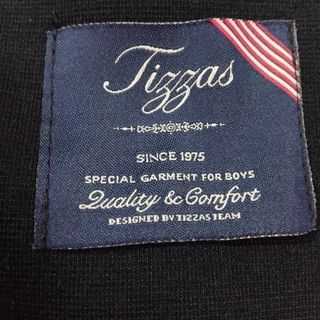 Tizzas
SINCE 1975
SPECIAL GARMENT FOR BOYS
Quality & Comfort
DESIGNED BY TIZZAS TEAM